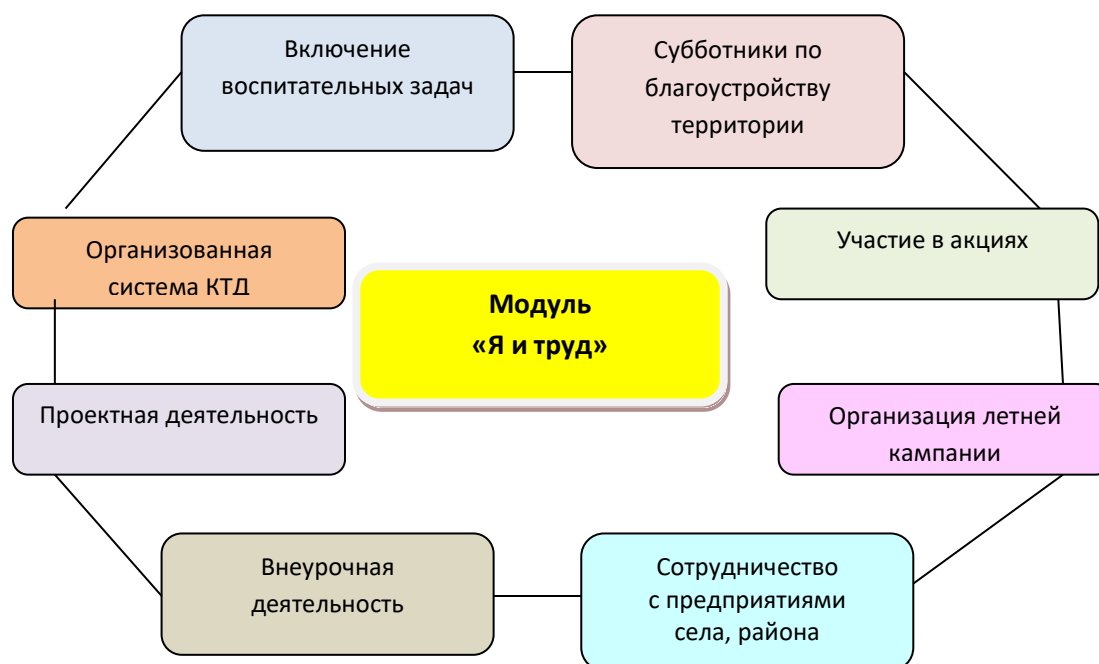 Включение
воспитательных задач
Субботники по
благоустройству
территории
Организованная
система КТД
Участие в акциях
Модуль
«Я и труд»
Проектная деятельность
Организация летней
кампании
Внеурочная
деятельность
Сотрудничество
с предприятиями
села, района